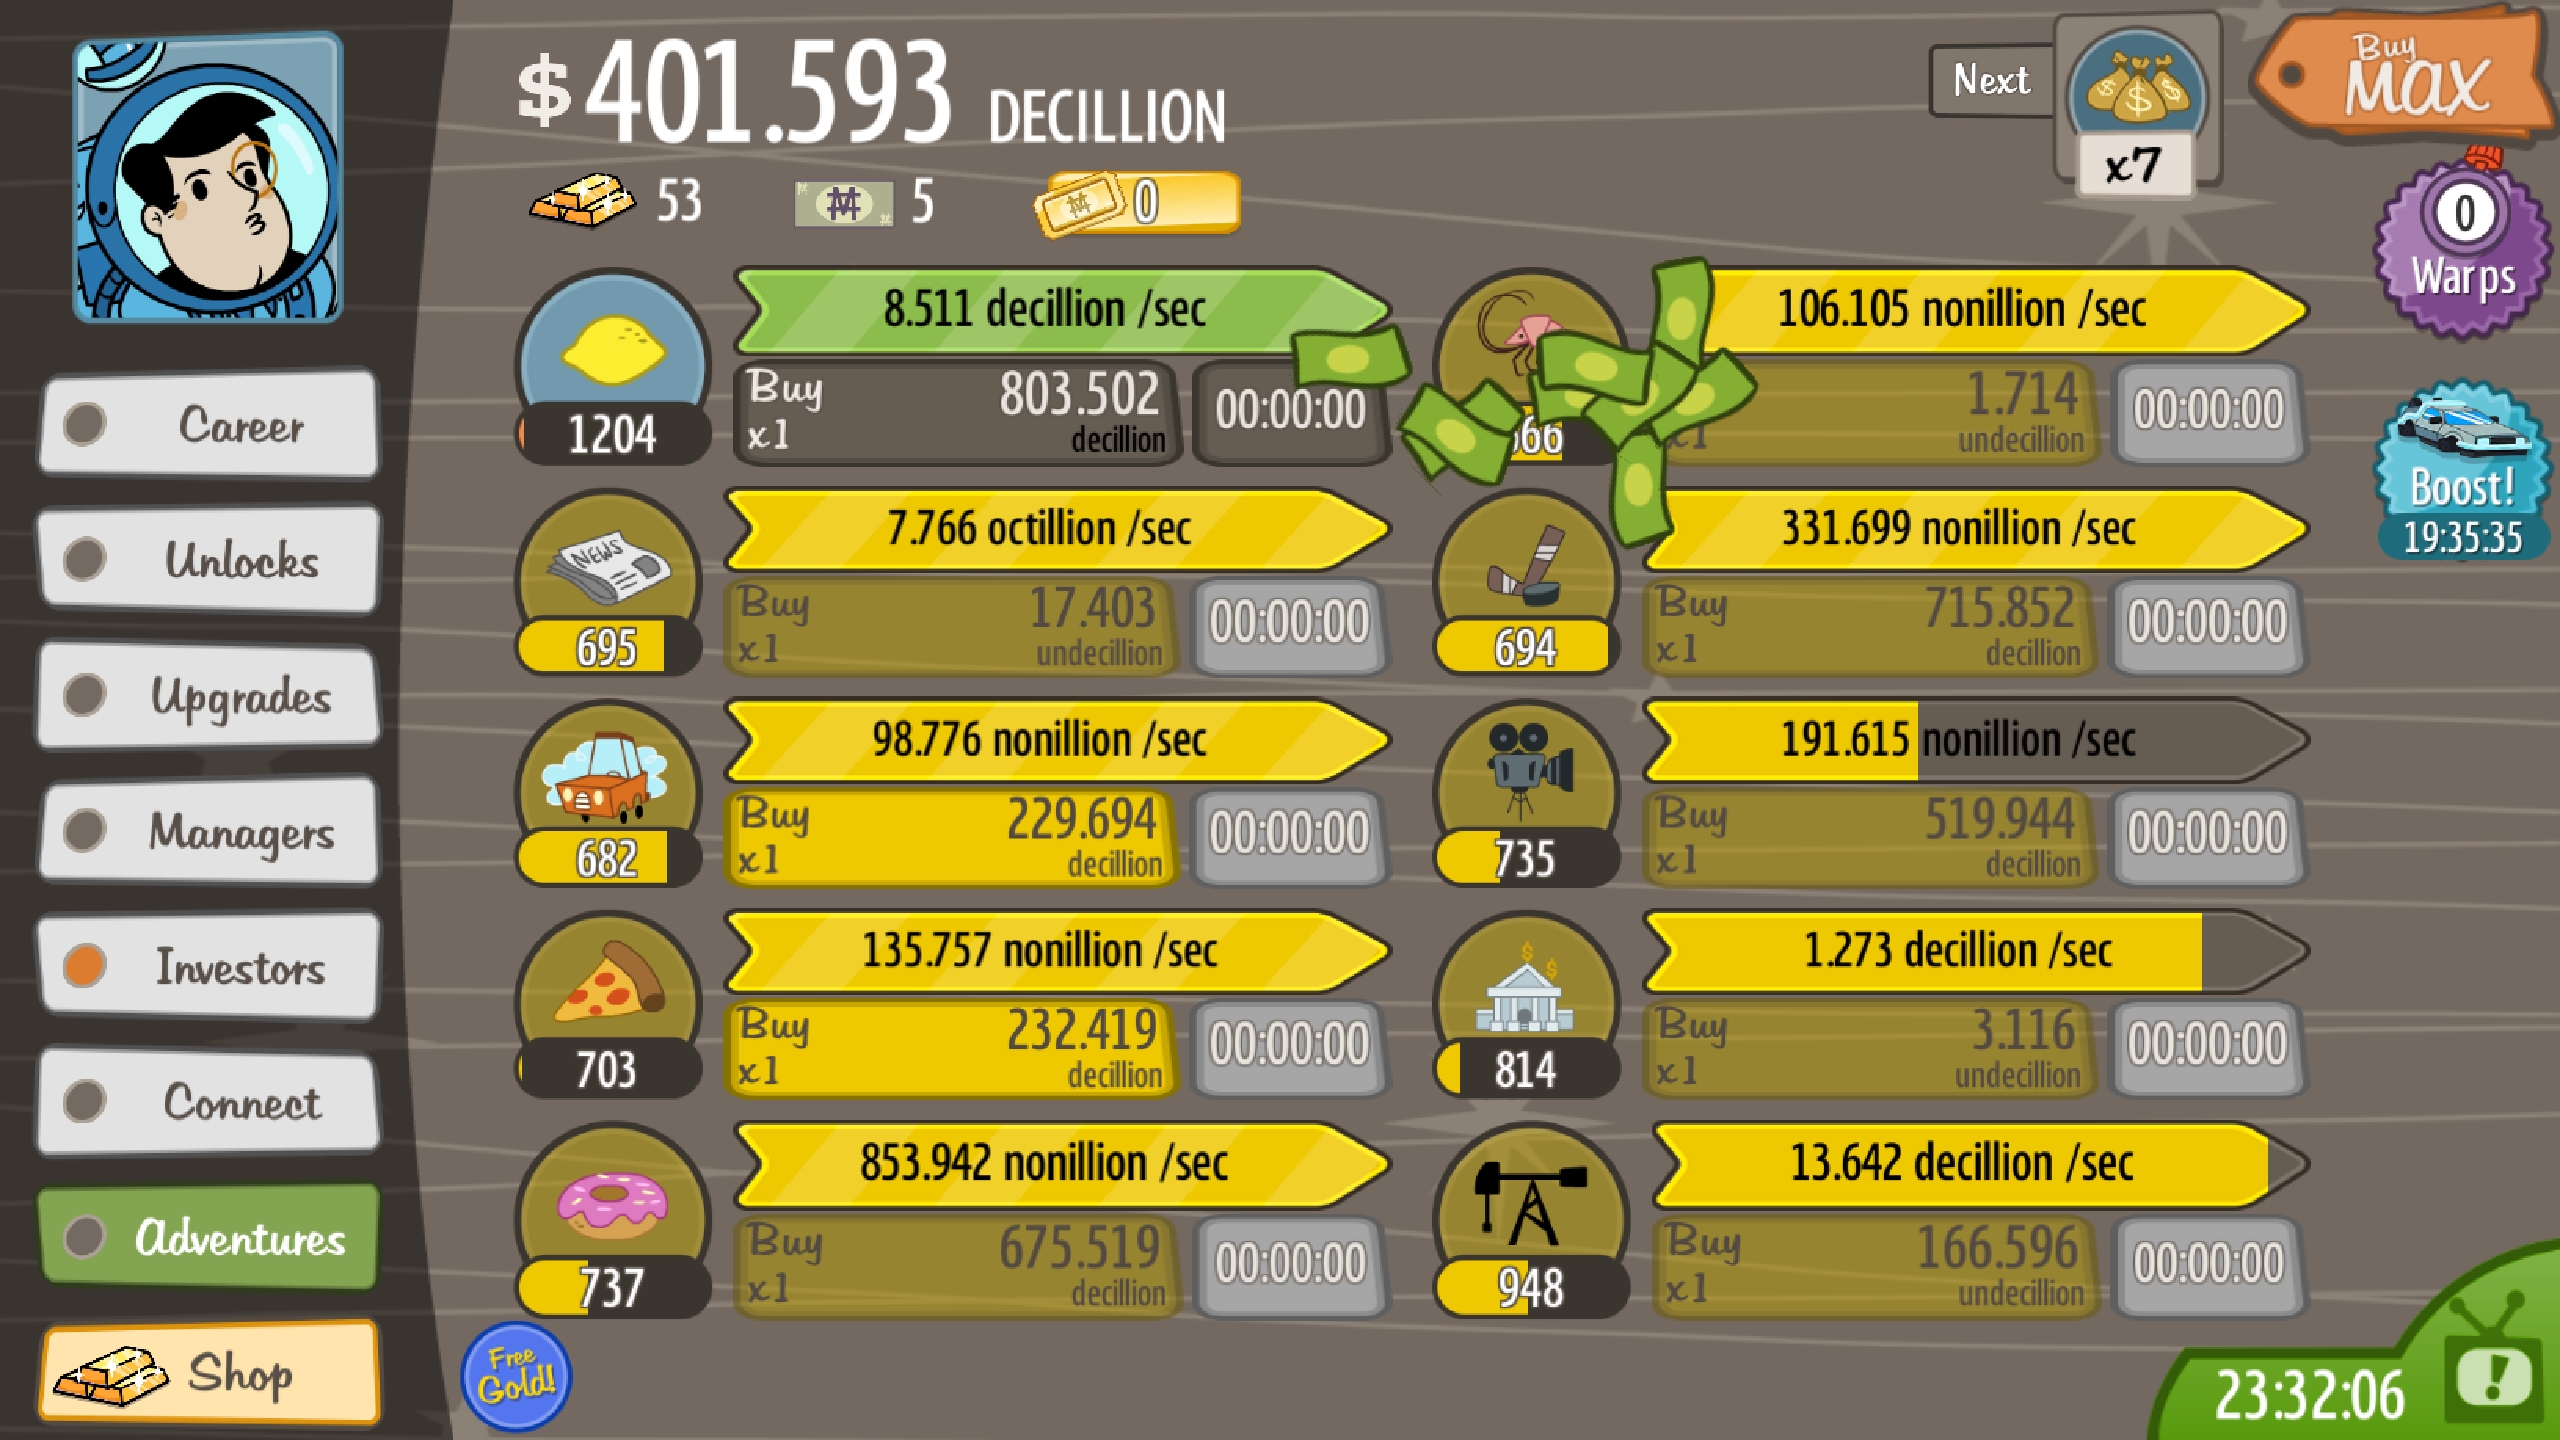 $401.593 DECILLION
53
5
0
Next
x7
Buy
MAX
0
Warps
Boost!
19:35:35
Career
Unlocks
Upgrades
Managers
Investors
Connect
Adventures
Shop
8.511 decillion /sec
1204
Buy
x1
803.502
decillion
00:00:00
NEWS
7.766 octillion /sec
695
Buy
x1
17.403
undecillion
00:00:00
98.776 nonillion /sec
682
Buy
x1
229.694
decillion
00:00:00
135.757 nonillion /sec
703
Buy
x1
232.419
decillion
00:00:00
853.942 nonillion /sec
737
Buy
x1
675.519
decillion
00:00:00
106.105 nonillion /sec
x1
1.714
undecillion
00:00:00
331.699 nonillion /sec
694
Buy
x1
715.852
decillion
00:00:00
191.615 nonillion /sec
735
Buy
x1
519.944
decillion
00:00:00
1.273 decillion /sec
814
Buy
x1
3.116
undecillion
00:00:00
13.642 decillion /sec
948
Buy
x1
166.596
undecillion
00:00:00
Free
Gold!
23:32:06